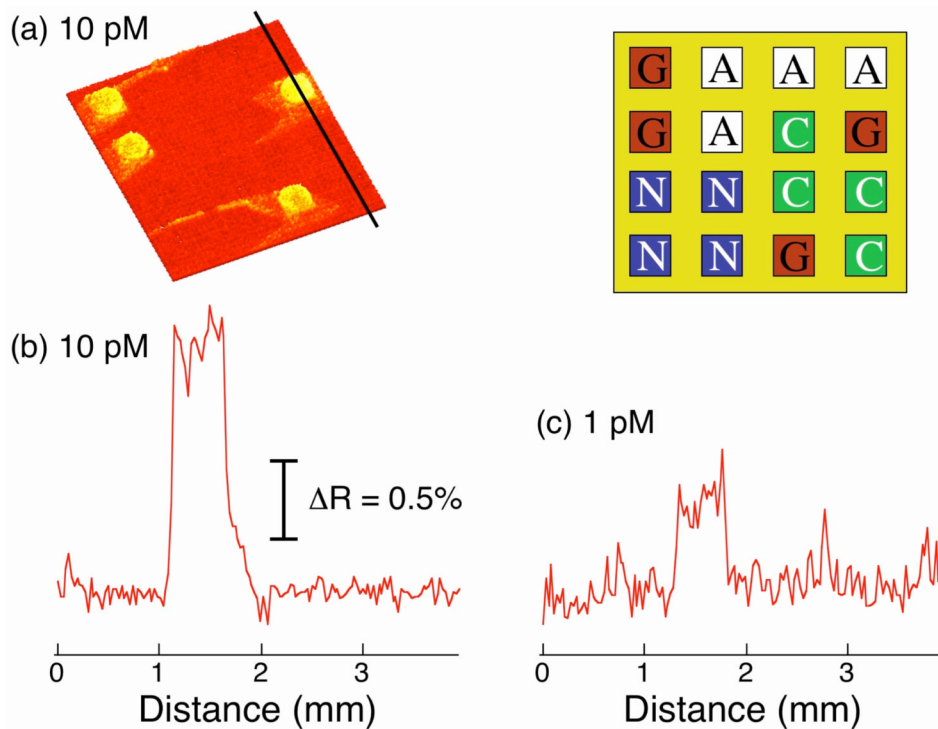 (a) 10 pM
G A A A
G A C G
N N C C
N N G C
(b) 10 pM
ΔR = 0.5%
(c) 1 pM
0 1 2 3
Distance (mm)
0 1 2 3
Distance (mm)